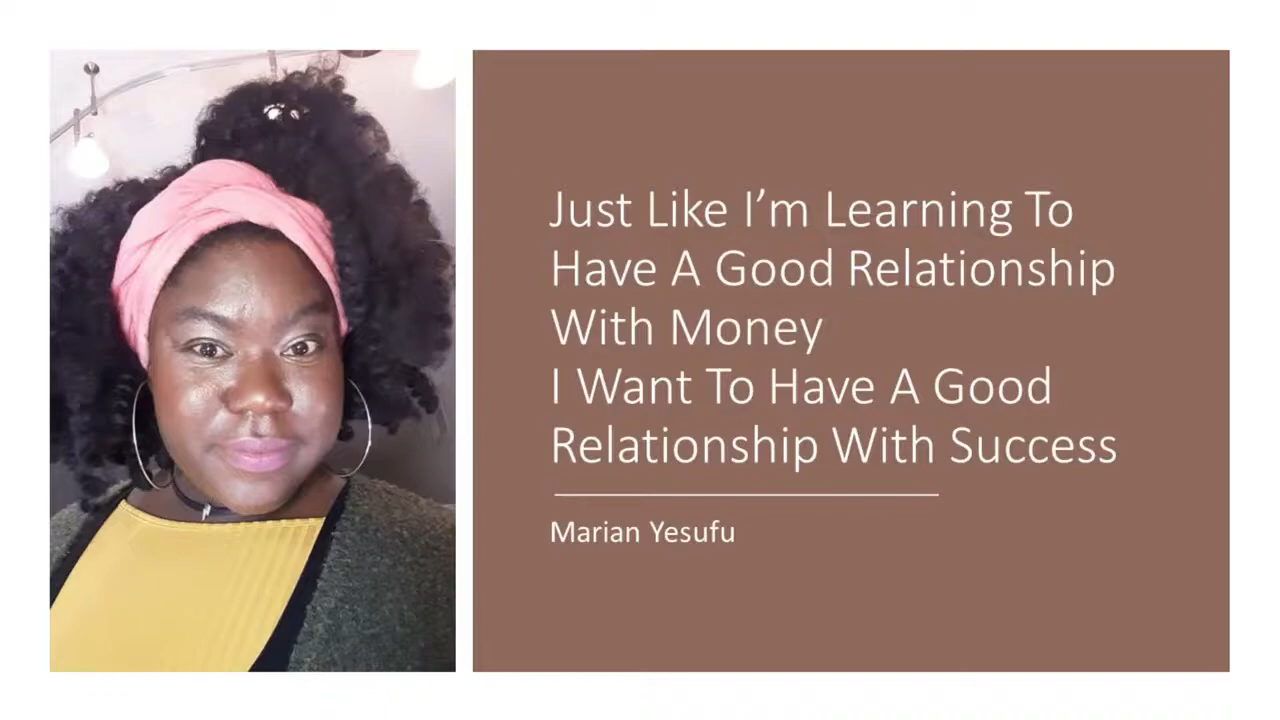 Just Like I’m Learning To
Have A Good Relationship
With Money
I Want To Have A Good
Relationship With Success
Marian Yesufu